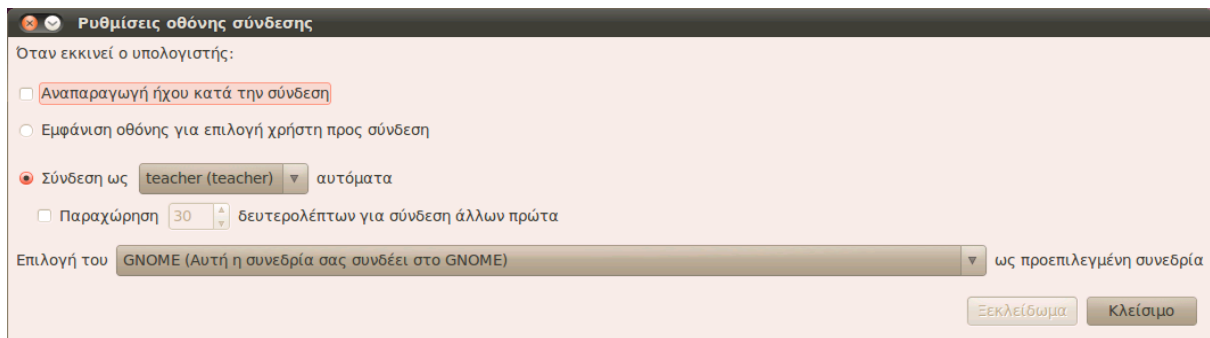 Ρυθμίσεις οθόνης σύνδεσης
Όταν εκκινεί ο υπολογιστής:
Αναπαραγωγή ήχου κατά την σύνδεση
Εμφάνιση οθόνης για επιλογή χρήστη προς σύνδεση
Σύνδεση ως teacher (teacher) αυτόματα
Παραχώρηση 30 δευτερολέπτων για σύνδεση άλλων πρώτα
Επιλογή του GNOME (Αυτή η συνεδρία σας συνδέει στο GNOME) ως προεπιλεγμένη συνεδρία
Ξεκλείδωμα Κλείσιμο